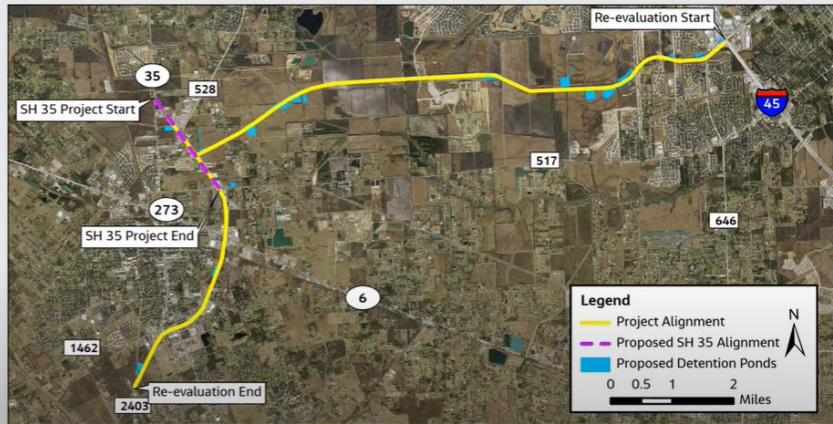 Re-evaluation Start
35
528
SH 35 Project Start
45
517
273
646
SH 35 Project End
6
1462
Re-evaluation End
2403
Legend
Project Alignment
Proposed SH 35 Alignment
Proposed Detention Ponds
N
0 0.5 1 2
Miles